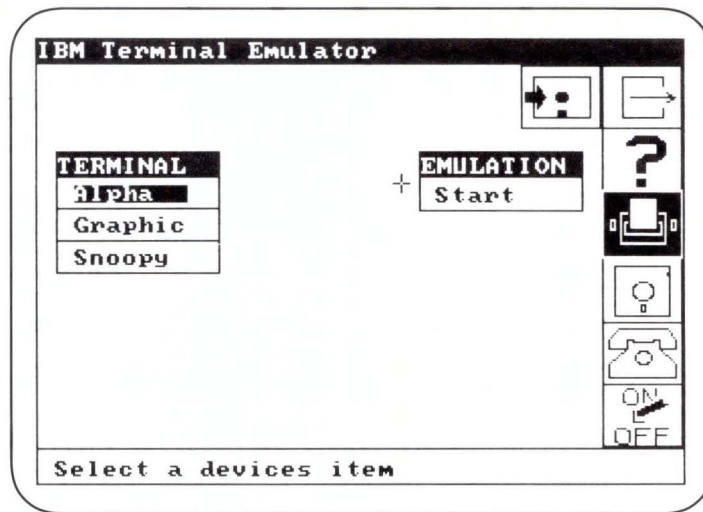 IBM Terminal Emulator
?
TERMINAL
Alpha
Graphic
Snoopy
EMULATION
Start
ON
OFF
Select a devices item